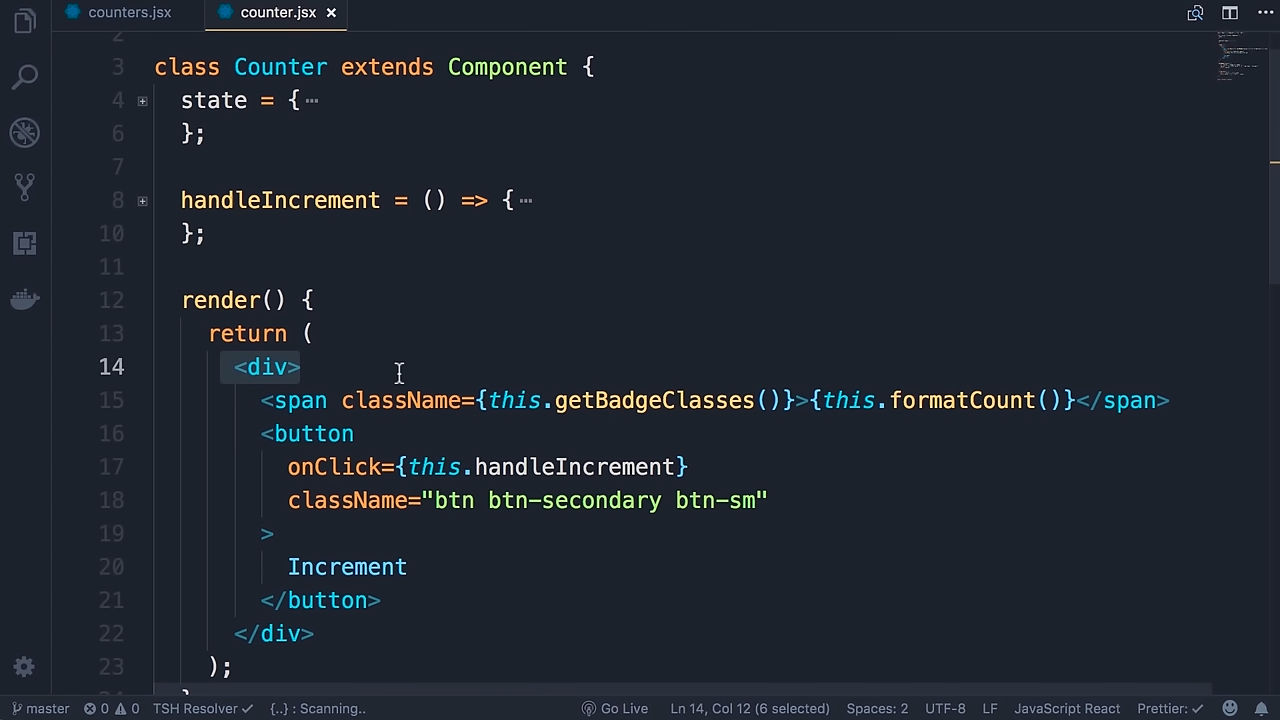 counters.jsx
counter.jsx ×
2
3 class Counter extends Component {
4 state = {···
6 };
7
8 handleIncrement = () => {···
10 };
11
12 render() {
13 return (
14 <div>
15 <span className={this.getBadgeClasses()}>{this.formatCount()}</span>
16 <button
17 onClick={this.handleIncrement}
18 className="btn btn-secondary btn-sm"
19 >
20 Increment
21 </button>
22 </div>
23 );
24 }
master 0 0 TSH Resolver ✓ {..} : Scanning.. Go Live Ln 14, Col 12 (6 selected) Spaces: 2 UTF-8 LF JavaScript React Prettier: ✓